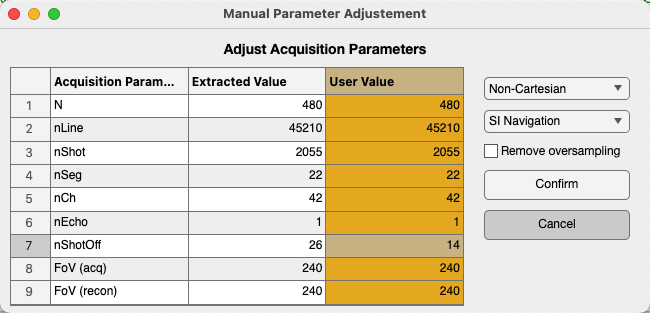 Manual Parameter Adjustement
Adjust Acquisition Parameters
Acquisition Param... Extracted Value User Value
1 N 480 480
2 nLine 45210 45210
3 nShot 2055 2055
4 nSeg 22 22
5 nCh 42 42
6 nEcho 1 1
7 nShotOff 26 14
8 FoV (acq) 240 240
9 FoV (recon) 240 240
Non-Cartesian
SI Navigation
Remove oversampling
Confirm
Cancel